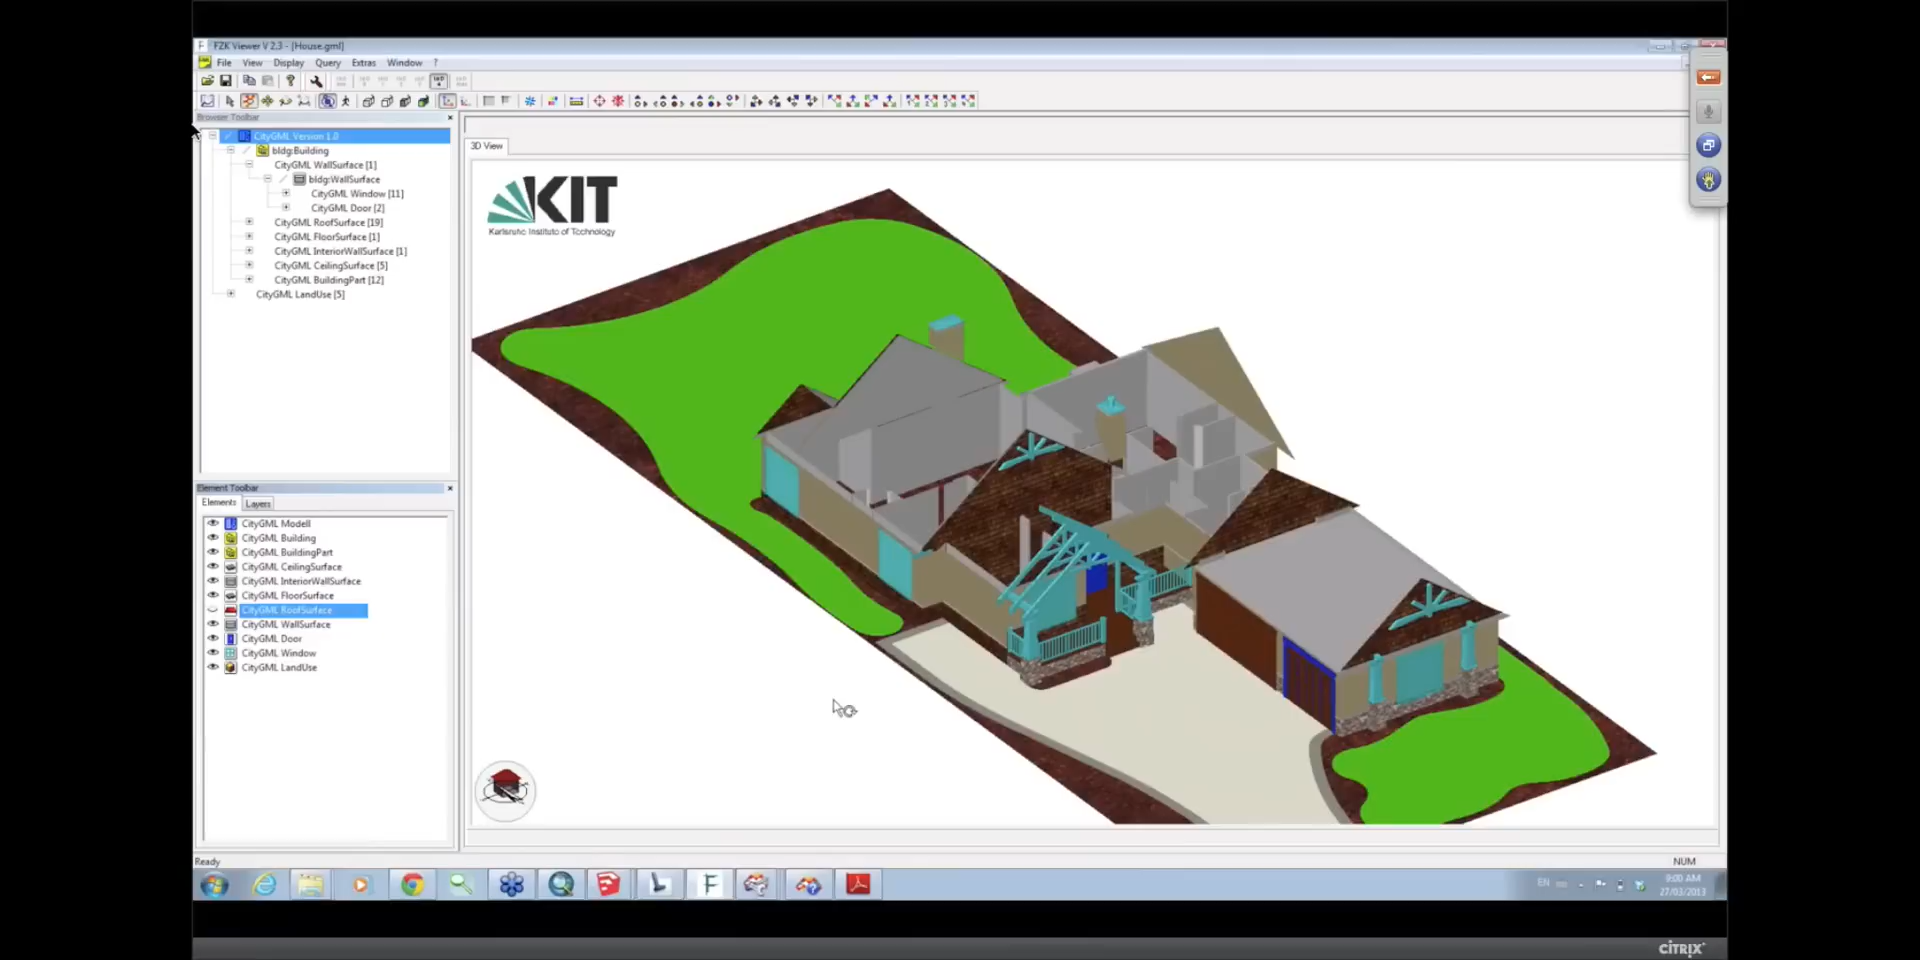 FZK Viewer V 2.3 - [House.gml]
File View Display Query Extras Window ?
Browser Toolbar
CityGML Version 1.0
bldg:Building
CityGML WallSurface [1]
bldg:WallSurface
CityGML Window [11]
CityGML Door [2]
CityGML RoofSurface [19]
CityGML FloorSurface [1]
CityGML InteriorWallSurface [1]
CityGML CeilingSurface [5]
CityGML BuildingPart [12]
CityGML LandUse [5]
3D View
KIT
Karlsruhe Institute of Technology
Element Toolbar
Elements Layers
CityGML Modell
CityGML Building
CityGML BuildingPart
CityGML CeilingSurface
CityGML InteriorWallSurface
CityGML FloorSurface
CityGML RoofSurface
CityGML WallSurface
CityGML Door
CityGML Window
CityGML LandUse
Ready
NUM
EN
9:00 AM
27/03/2013
CITRIX